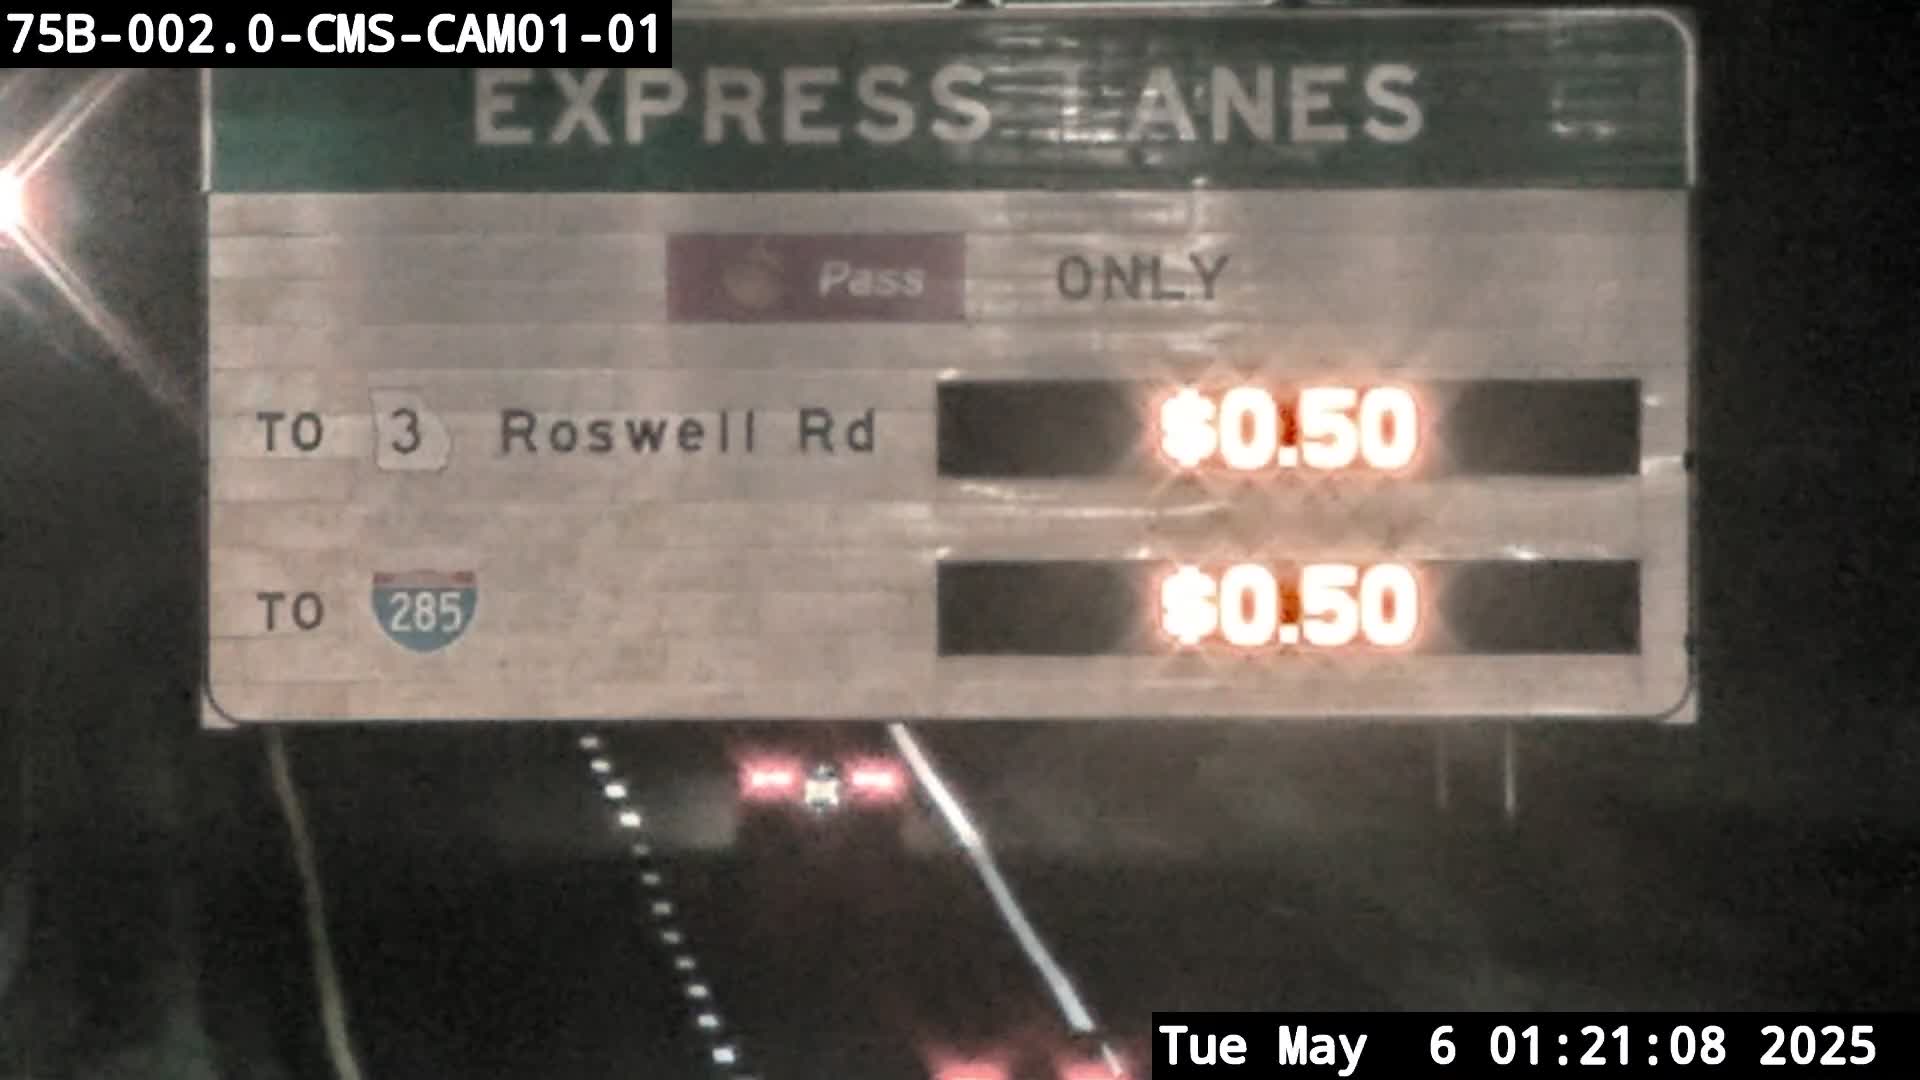 75B-002.0-CMS-CAM01-01
EXPRESS LANES
Pass ONLY
TO 3 Roswell Rd $0.50
TO 285 $0.50
Tue May 6 01:21:08 2025